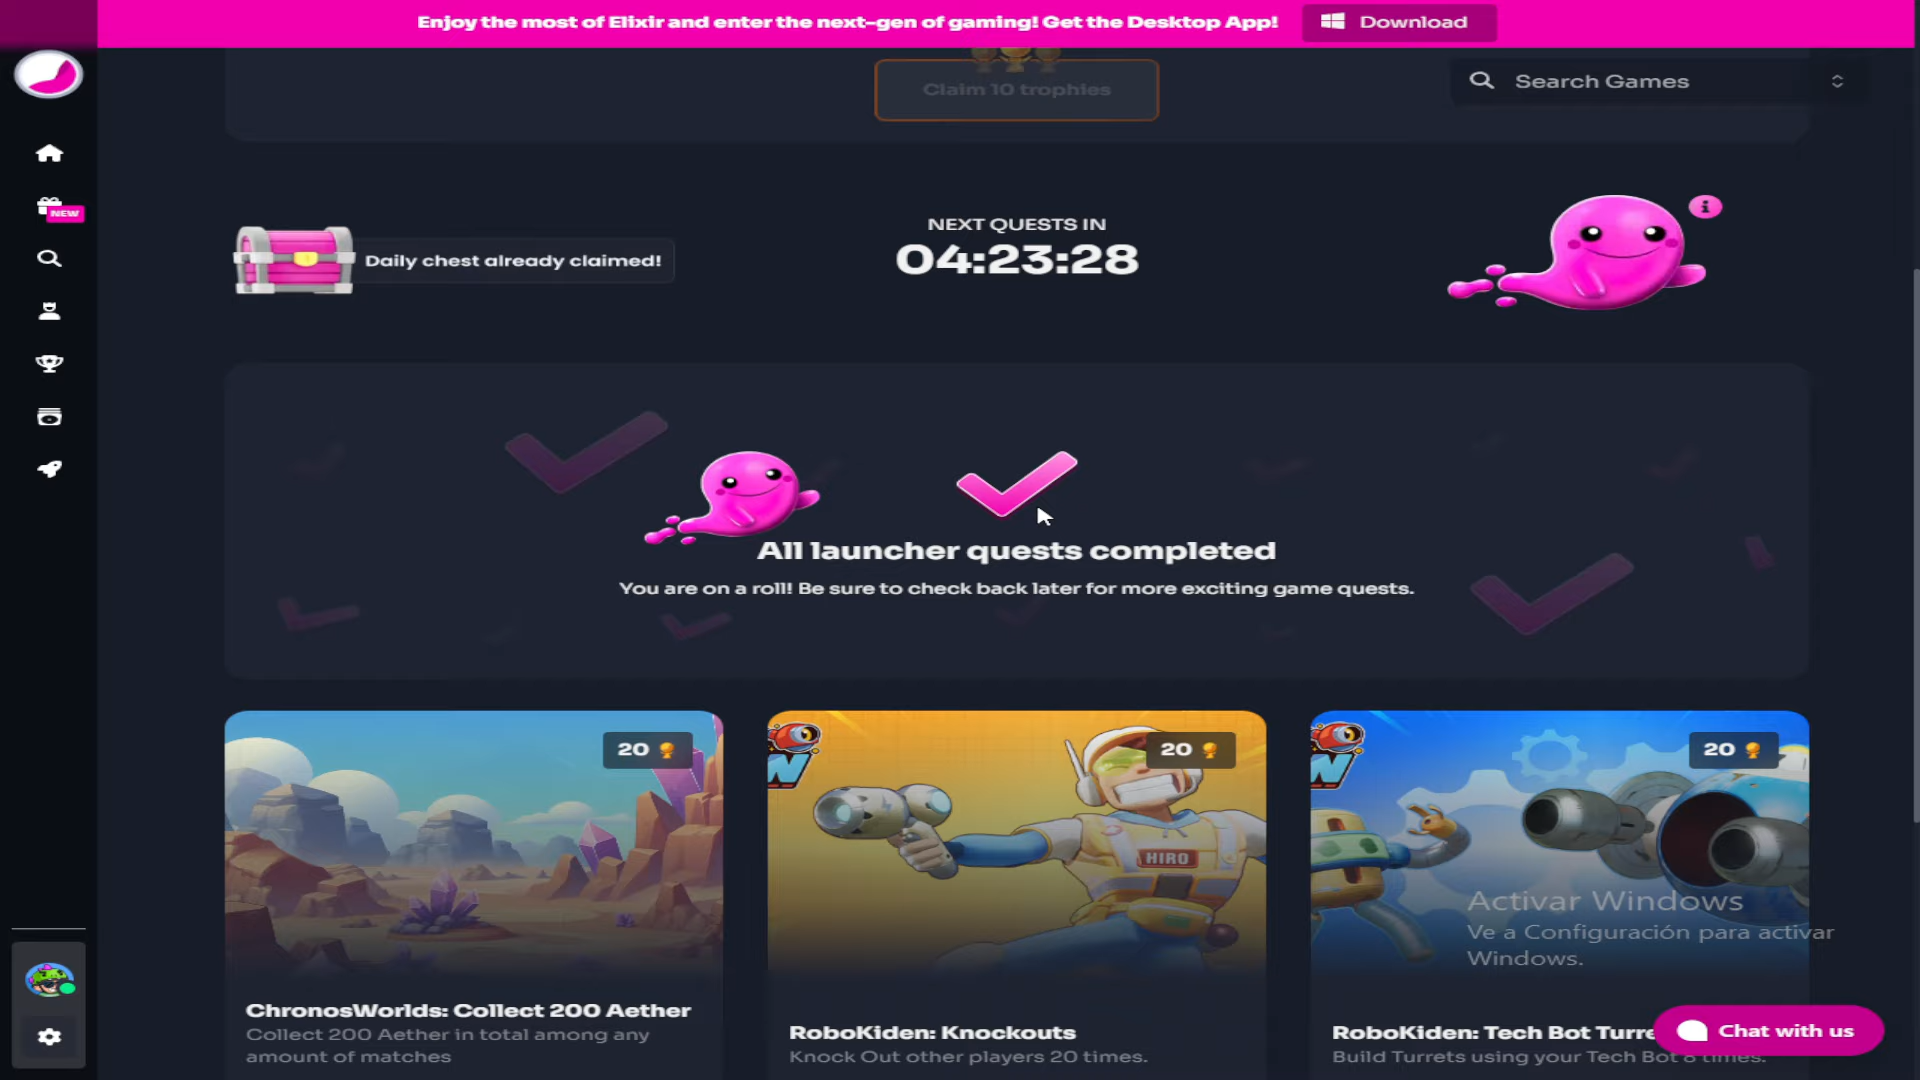 Enjoy the most of Elixir and enter the next-gen of gaming! Get the Desktop App!
Download
Claim 10 trophies
Search Games
NEW
Daily chest already claimed!
NEXT QUESTS IN
04:23:28
i
All launcher quests completed
You are on a roll! Be sure to check back later for more exciting game quests.
20
20
20
W
W
HIRO
Activar Windows
Ve a Configuración para activar
Windows.
ChronosWorlds: Collect 200 Aether
Collect 200 Aether in total among any
amount of matches
RoboKiden: Knockouts
Knock Out other players 20 times.
RoboKiden: Tech Bot Turre
Build Turrets using your Tech Bot 8 times.
Chat with us